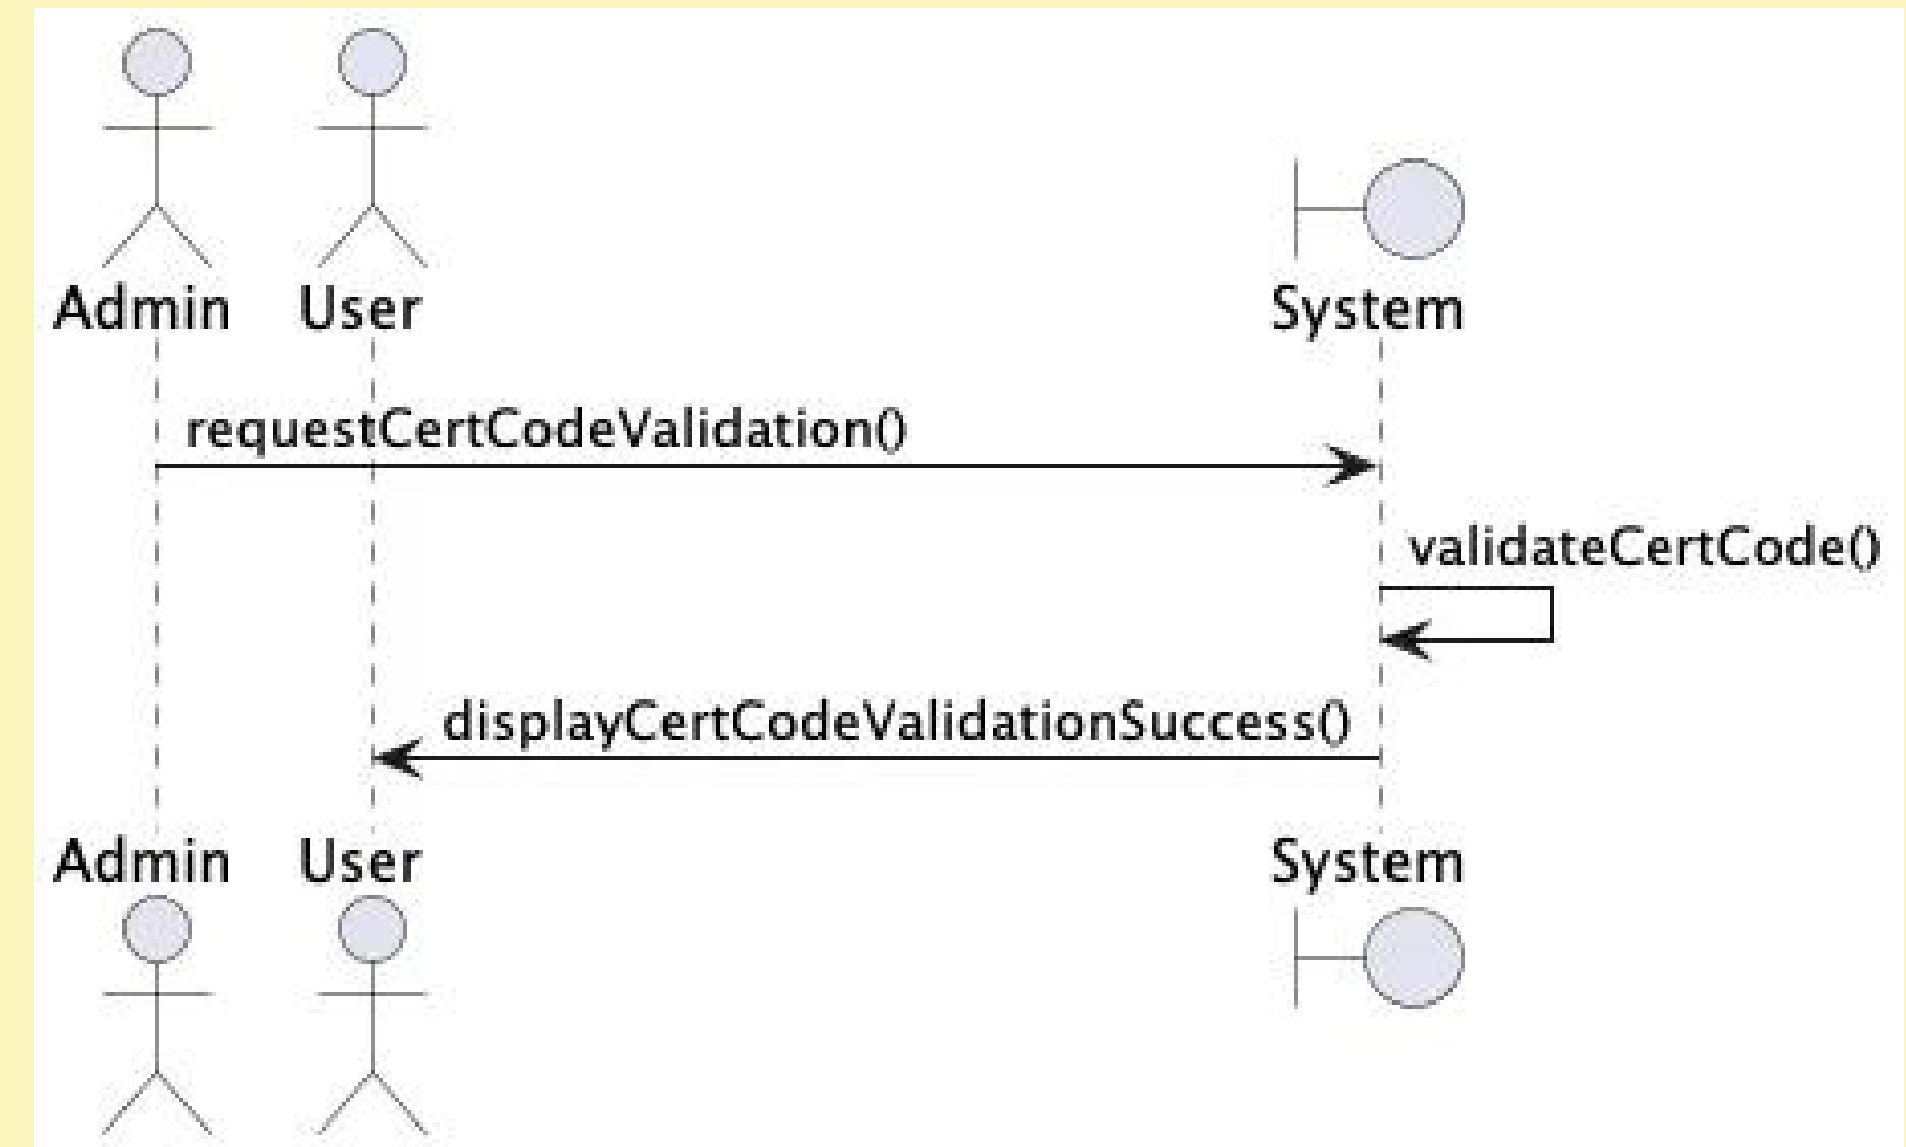 Admin User System
requestCertCodeValidation()
validateCertCode()
displayCertCodeValidationSuccess()
Admin User System